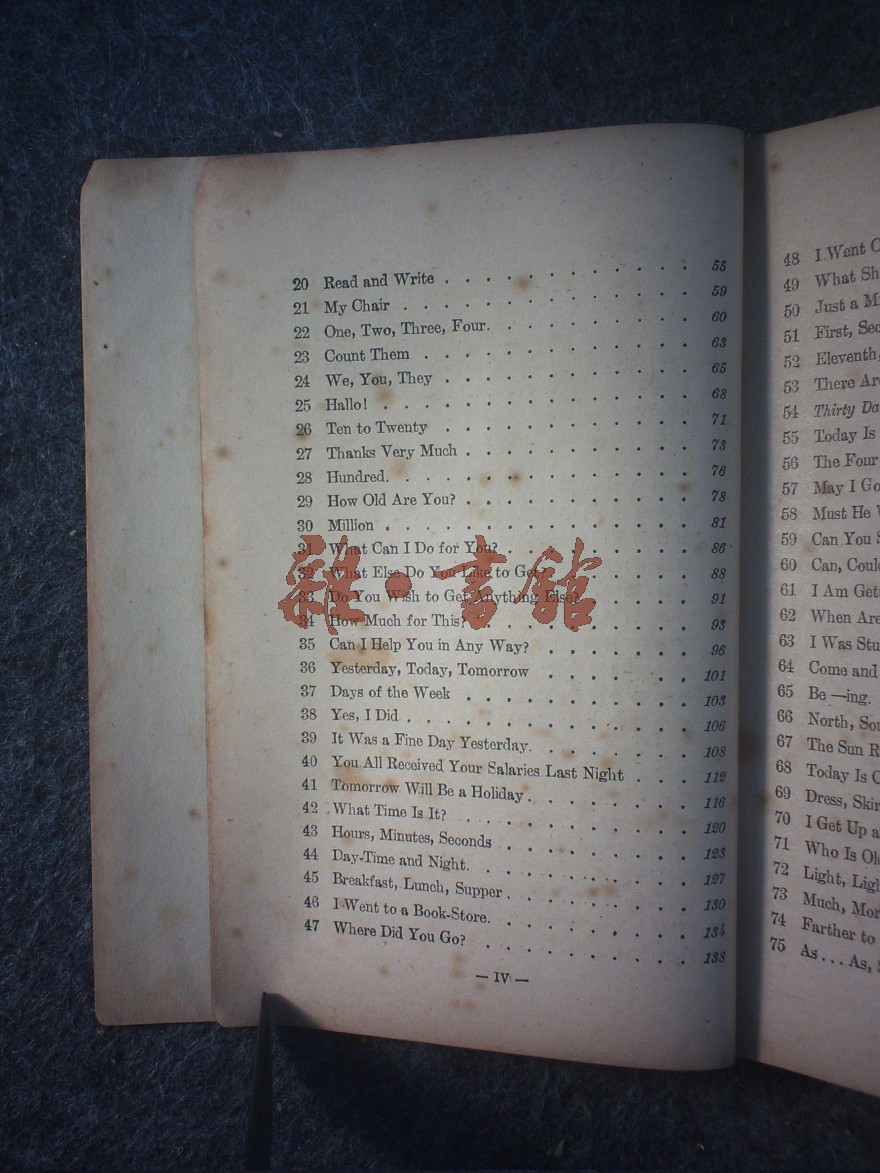 20 Read and Write . . . . . . . . . . . . 55
21 My Chair . . . . . . . . . . . . . . 59
22 One, Two, Three, Four. . . . . . . . . . 60
23 Count Them . . . . . . . . . . . . . 63
24 We, You, They . . . . . . . . . . . . 65
25 Hallo! . . . . . . . . . . . . . . . 68
26 Ten to Twenty . . . . . . . . . . . . 71
27 Thanks Very Much . . . . . . . . . . . 73
28 Hundred. . . . . . . . . . . . . . . 76
29 How Old Are You? . . . . . . . . . . . 78
30 Million . . . . . . . . . . . . . . . 81
31 What Can I Do for You? . . . . . . . . . 86
32 What Else Do You Like to Get? . . . . . . 88
33 Do You Wish to Get Anything Else? . . . . . 91
34 How Much for This? . . . . . . . . . . 93
35 Can I Help You in Any Way? . . . . . . . 96
36 Yesterday, Today, Tomorrow . . . . . . . 101
37 Days of the Week . . . . . . . . . . . 103
38 Yes, I Did . . . . . . . . . . . . . . 106
39 It Was a Fine Day Yesterday. . . . . . . . 108
40 You All Received Your Salaries Last Night . . . 112
41 Tomorrow Will Be a Holiday . . . . . . . . 116
42 What Time Is It? . . . . . . . . . . . 120
43 Hours, Minutes, Seconds . . . . . . . . . 123
44 Day-Time and Night. . . . . . . . . . . 127
45 Breakfast, Lunch, Supper . . . . . . . . . 130
46 I Went to a Book-Store. . . . . . . . . . 134
47 Where Did You Go? . . . . . . . . . . 138
— IV —
雜·書館
48 I Went
49 What
50 Just a
51 First,
52 Eleventh,
53 There
54 Thirty
55 Today Is
56 The Four
57 May I
58 Must He
59 Can You
60 Can,
61 I Am
62 When
63 I Was
64 Come and
65 Be —ing.
66 North,
67 The Sun
68 Today Is
69 Dress,
70 I Get Up
71 Who Is
72 Light,
73 Much,
74 Farther to
75 As . . . As,